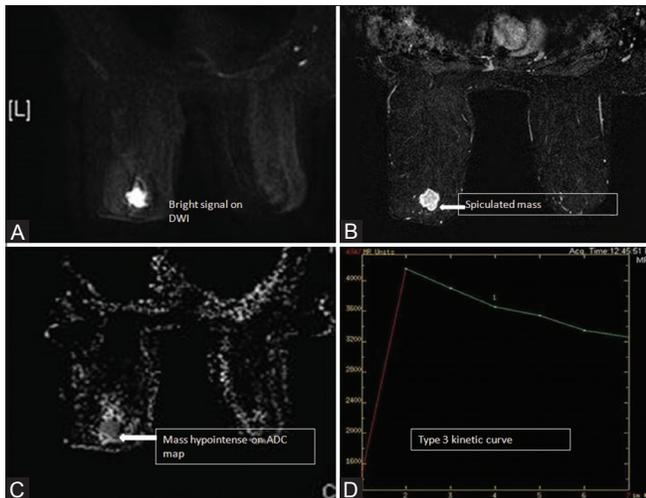 [L]
Bright signal on
DWI
A
Spiculated mass
B
Mass hypointense on ADC
map
C
4747 MR Units
Acq. Time: 12:45:51
4000
3600
3200
2800
2400
2000
1600
1
Type 3 kinetic curve
2 3 4 5 6
D